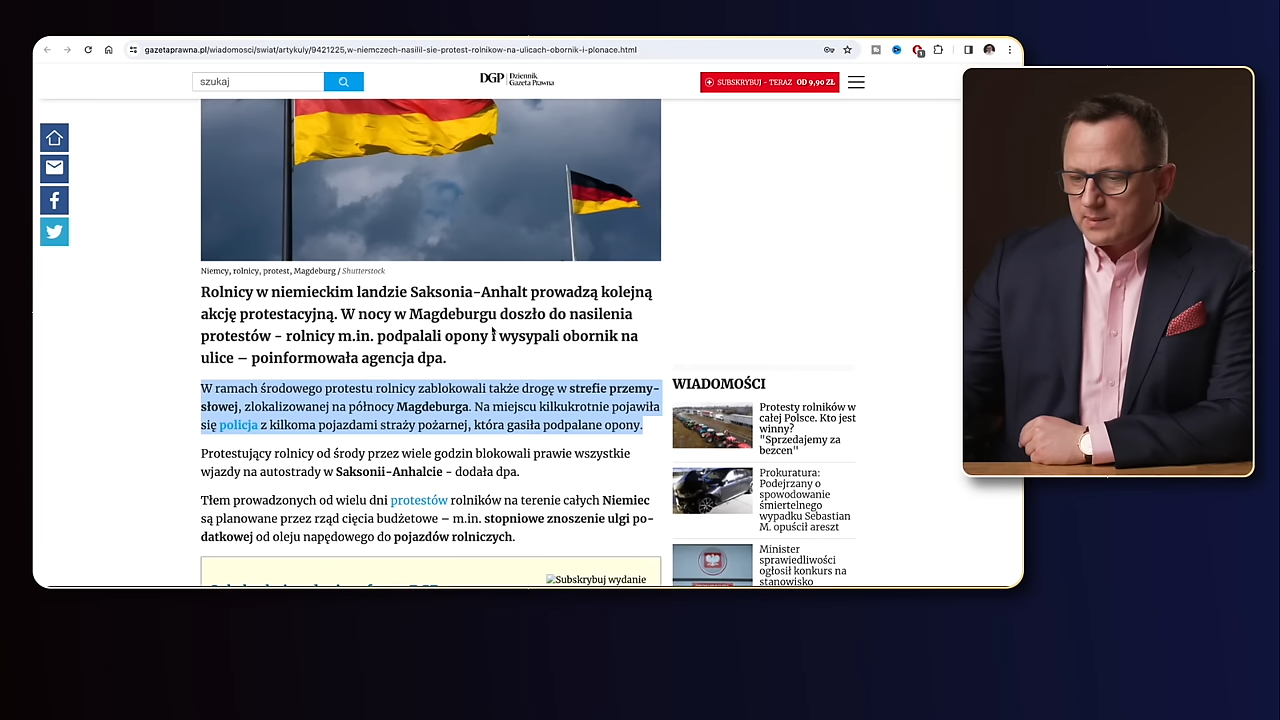 gazetaprawna.pl/wiadomosci/swiat/artykuly/9421225,w-niemczech-nasilil-sie-protest-rolnikow-na-ulicach-obornik-i-plonace.html
szukaj
DGP Dziennik
Gazeta Prawna
SUBSKRYBUJ - TERAZ OD 9,90 ZŁ
Niemcy, rolnicy, protest, Magdeburg / Shutterstock
Rolnicy w niemieckim landzie Saksonia-Anhalt prowadzą kolejną
akcję protestacyjną. W nocy w Magdeburgu doszło do nasilenia
protestów - rolnicy m.in. podpalali opony i wysypali obornik na
ulice – poinformowała agencja dpa.
W ramach środowego protestu rolnicy zablokowali także drogę w strefie przemy-
słowej, zlokalizowanej na północy Magdeburga. Na miejscu kilkukrotnie pojawiła
się policja z kilkoma pojazdami straży pożarnej, która gasiła podpalane opony.
Protestujący rolnicy od środy przez wiele godzin blokowali prawie wszystkie
wjazdy na autostrady w Saksonii-Anhalcie - dodała dpa.
Tłem prowadzonych od wielu dni protestów rolników na terenie całych Niemiec
są planowane przez rząd cięcia budżetowe – m.in. stopniowe znoszenie ulgi po-
datkowej od oleju napędowego do pojazdów rolniczych.
Subskrybuj wydanie
WIADOMOŚCI
Protesty rolników w
całej Polsce. Kto jest
winny?
"Sprzedajemy za
bezcen"
Prokuratura:
Podejrzany o
spowodowanie
śmiertelnego
wypadku Sebastian
M. opuścił areszt
Minister
sprawiedliwości
ogłosił konkurs na
stanowisko